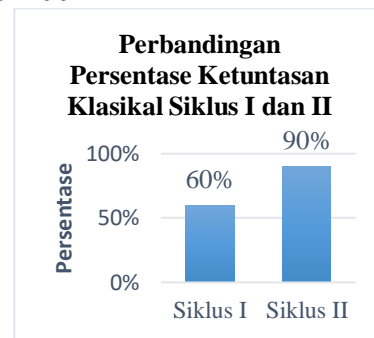 Perbandingan
Persentase Ketuntasan
Klasikal Siklus I dan II
90%
100%
60%
50%
0%
Persentase
Siklus I Siklus II